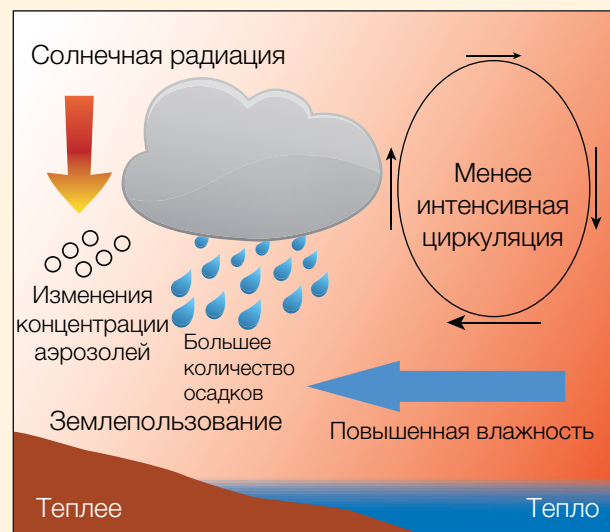 Солнечная радиация
Менее
интенсивная
циркуляция
Изменения
концентрации
аэрозолей
Большее
количество
осадков
Землепользование
Повышенная влажность
Теплее
Тепло